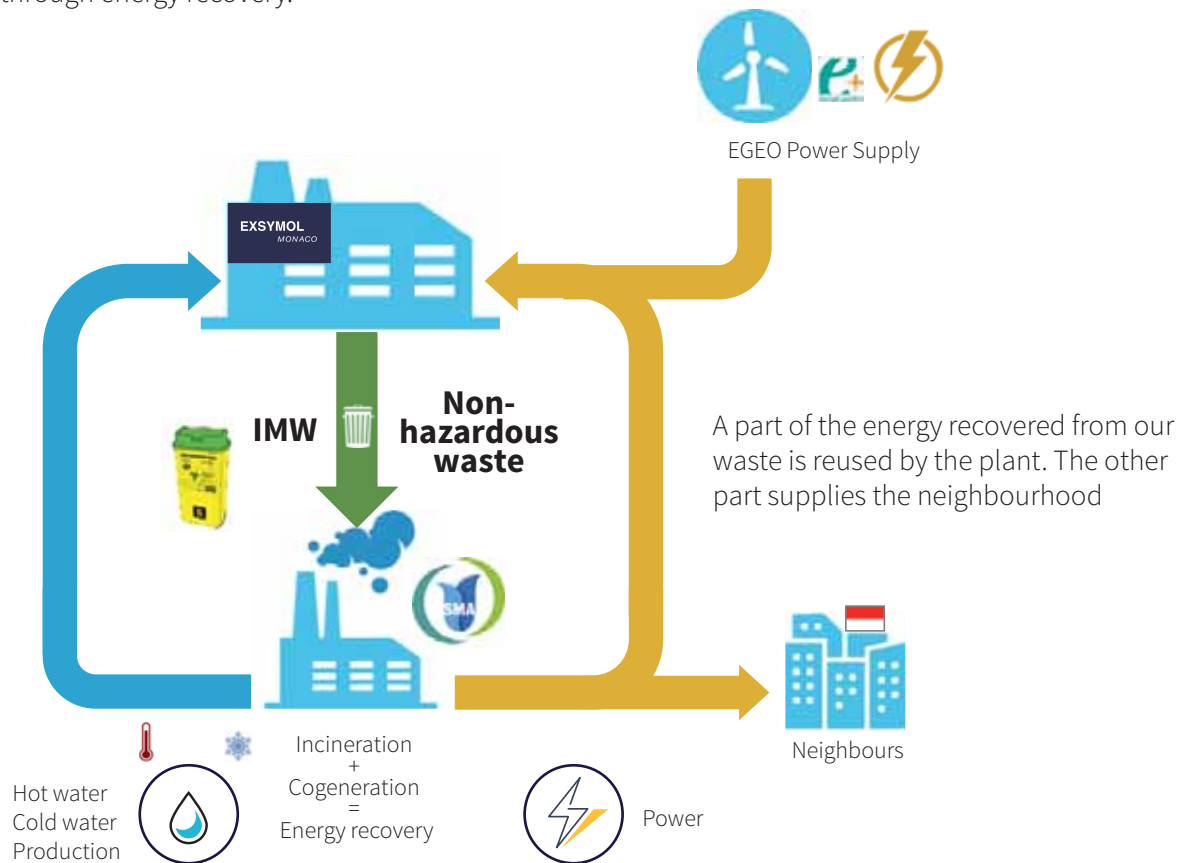 through energy recovery.
EGEO Power Supply
EXSYMOL
MONACO
IMW
Non-
hazardous
waste
A part of the energy recovered from our
waste is reused by the plant. The other
part supplies the neighbourhood
SMA
Neighbours
Incineration
+
Cogeneration
=
Energy recovery
Hot water
Cold water
Production
Power